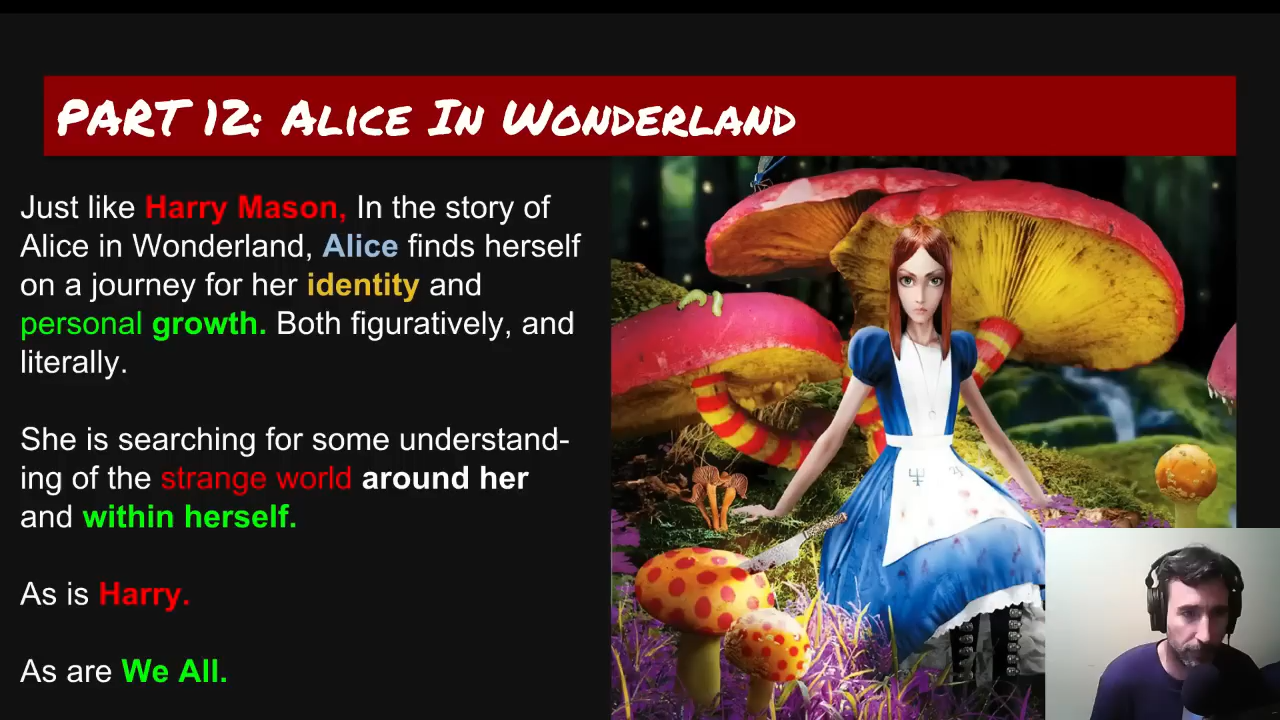 PART 12: ALICE IN WONDERLAND
Just like Harry Mason, In the story of
Alice in Wonderland, Alice finds herself
on a journey for her identity and
personal growth. Both figuratively, and
literally.
She is searching for some understand-
ing of the strange world around her
and within herself.
As is Harry.
As are We All.